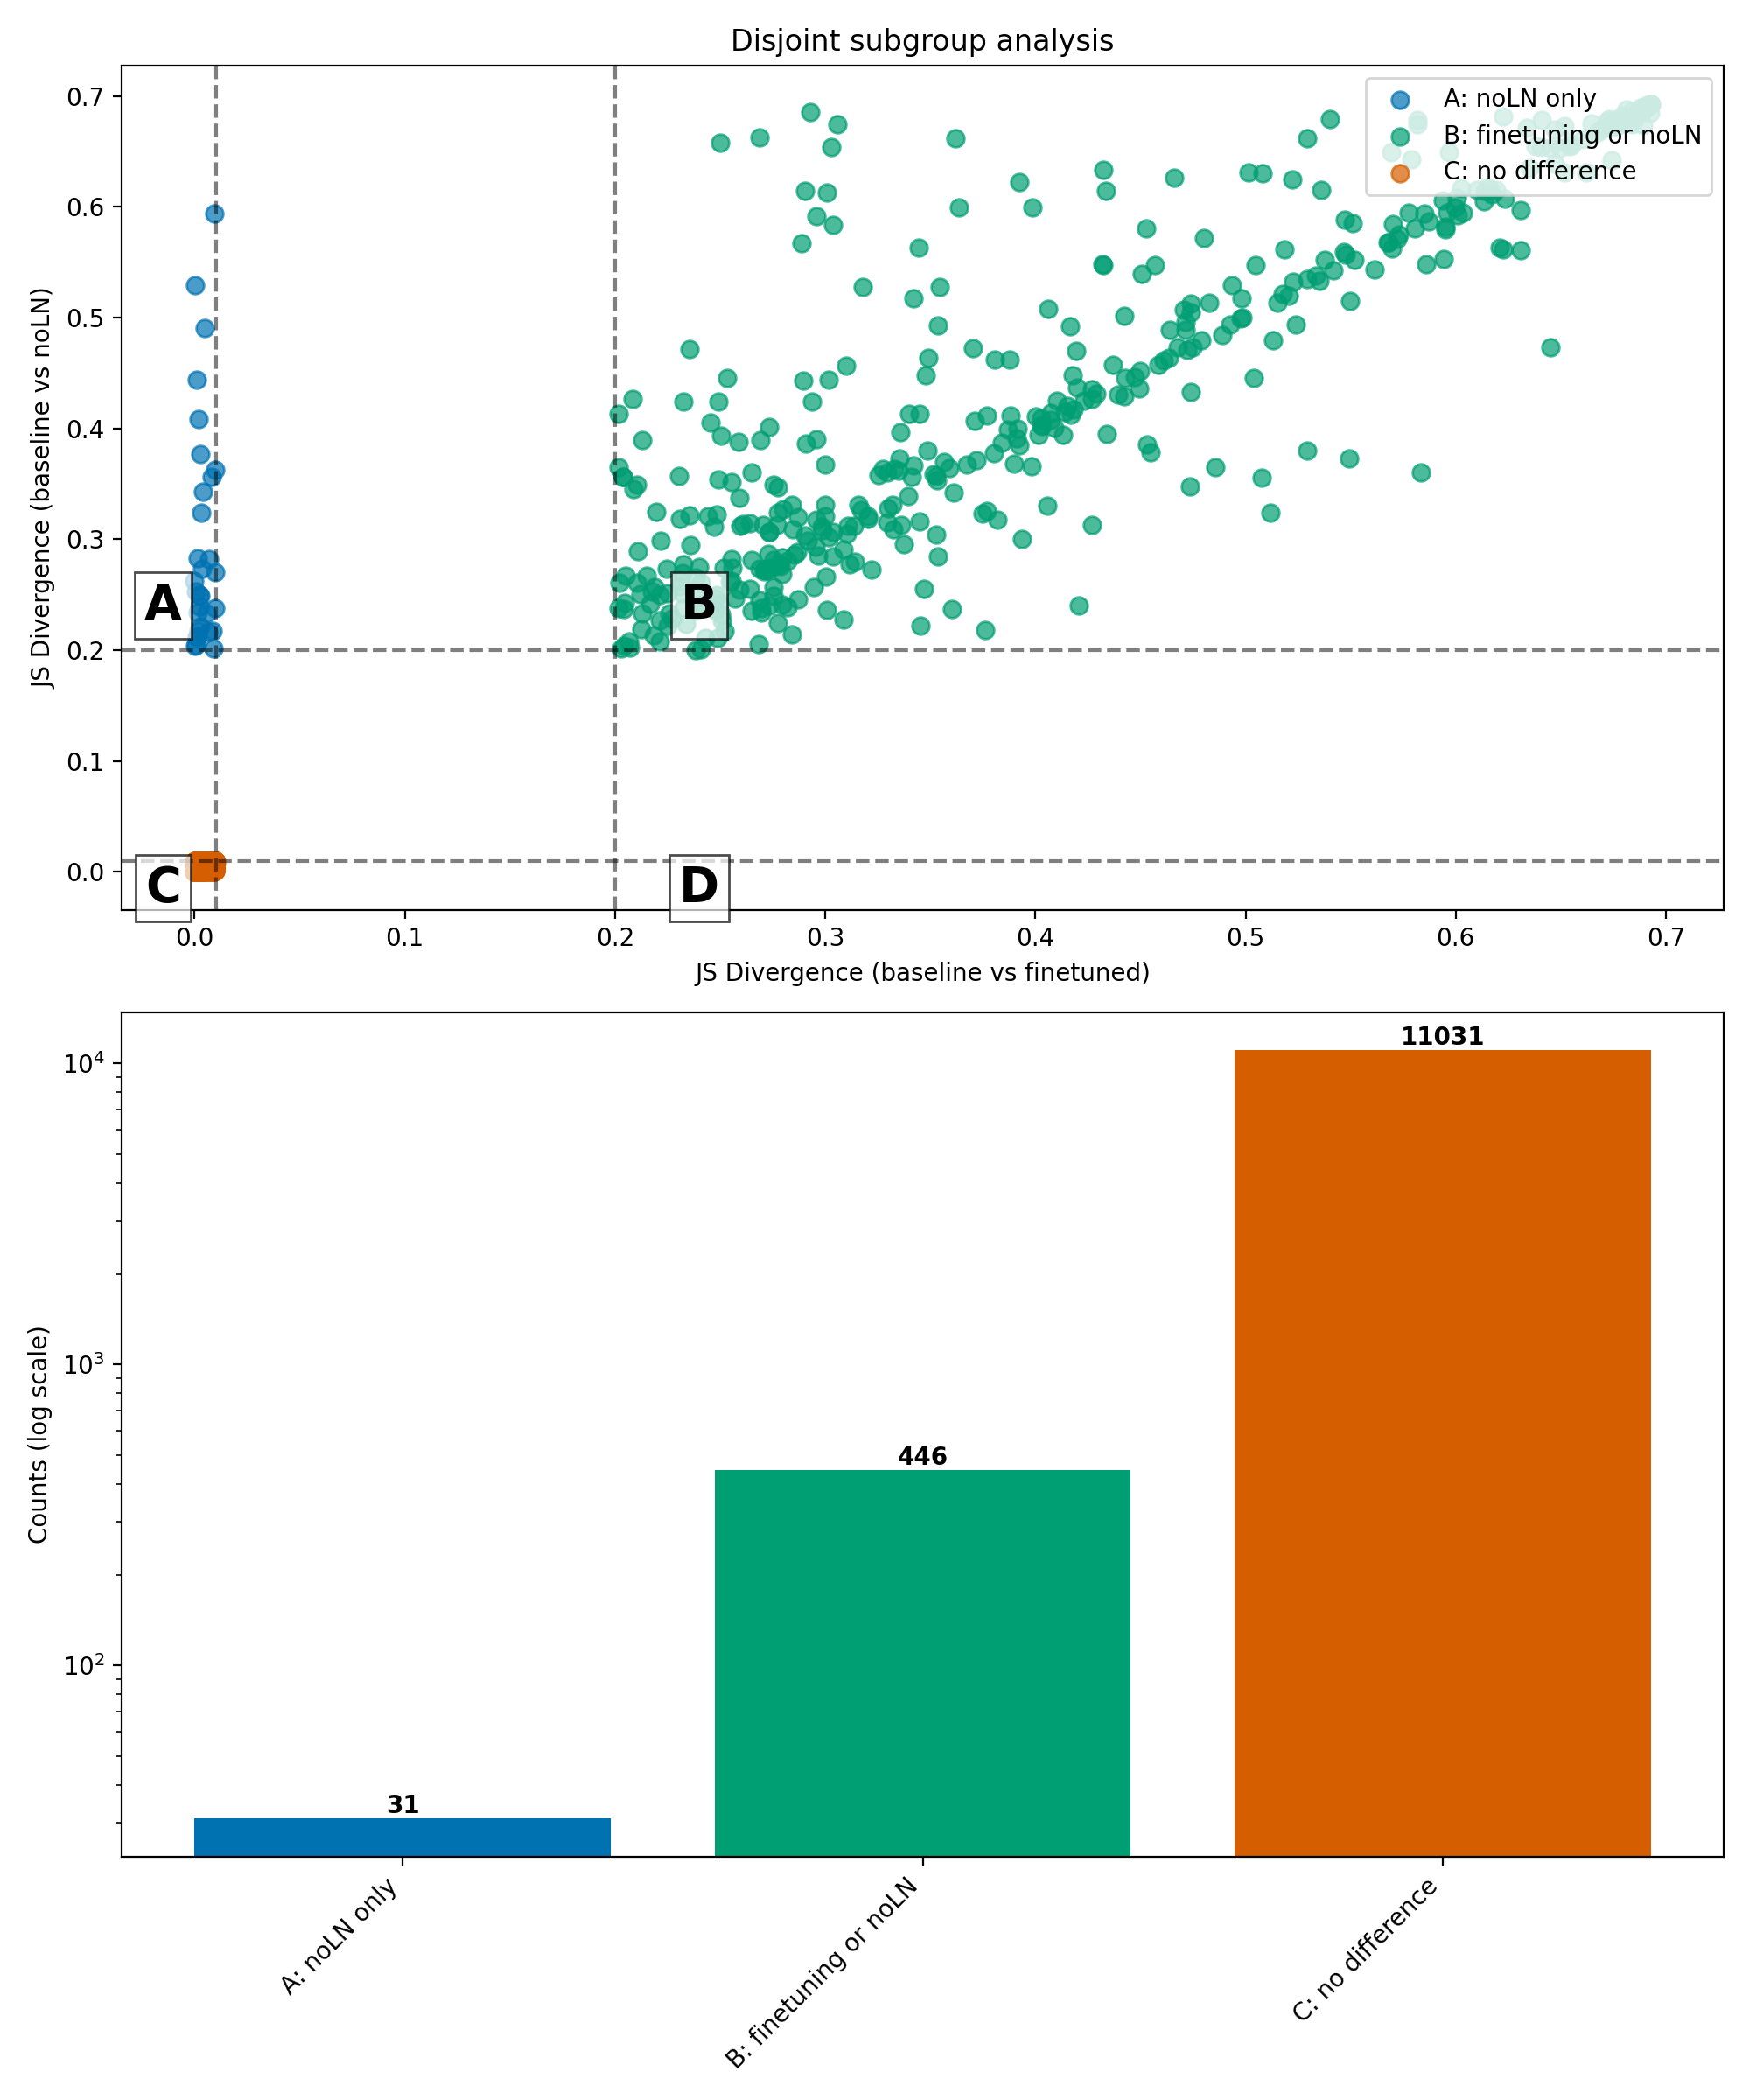 Disjoint subgroup analysis
JS Divergence (baseline vs noLN)
0.7
0.6
0.5
0.4
0.3
0.2
0.1
0.0
A: noLN only
B: finetuning or noLN
C: no difference
A
B
C
D
0.0 0.1 0.2 0.3 0.4 0.5 0.6 0.7
JS Divergence (baseline vs finetuned)
Counts (log scale)
10⁴
10³
10²
31
446
11031
A: noLN only
B: finetuning or noLN
C: no difference